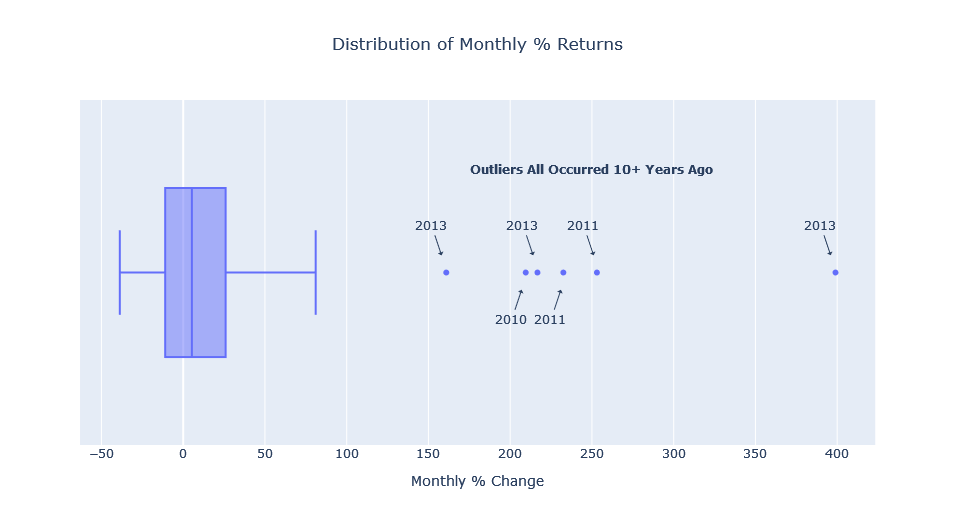 Distribution of Monthly % Returns
Outliers All Occurred 10+ Years Ago
2013 2013 2011 2013
2010 2011
−50 0 50 100 150 200 250 300 350 400
Monthly % Change